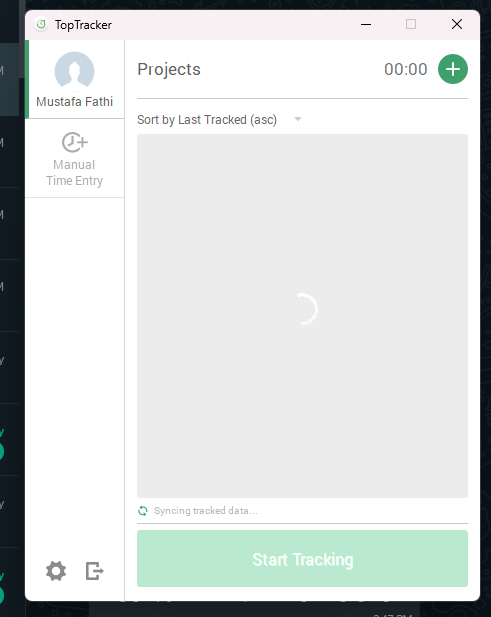 TopTracker
Mustafa Fathi
Manual
Time Entry
Projects
00:00
Sort by Last Tracked (asc)
Syncing tracked data...
Start Tracking